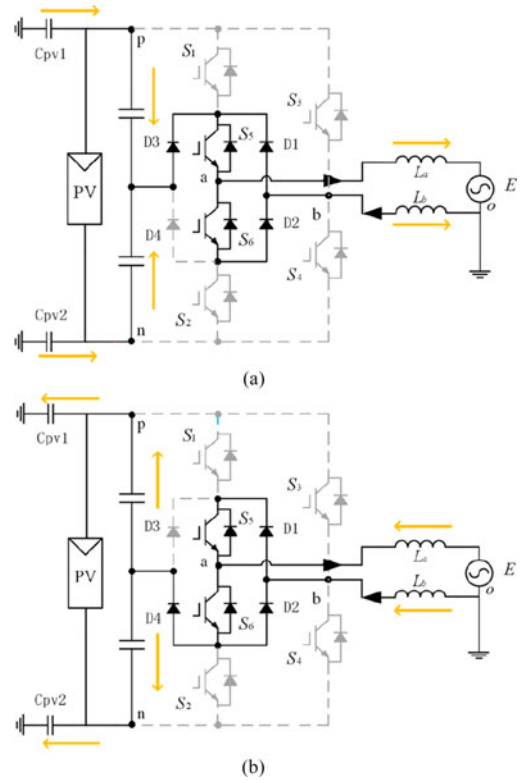 Cpv1
p
S1
S3
D3
S5
D1
La
PV
a
E
o
Lb
b
D4
S6
D2
S4
S2
Cpv2
n
(a)
Cpv1
p
S1
S3
D3
S5
D1
PV
a
La
E
o
Lb
D4
S6
D2
b
S4
S2
Cpv2
n
(b)